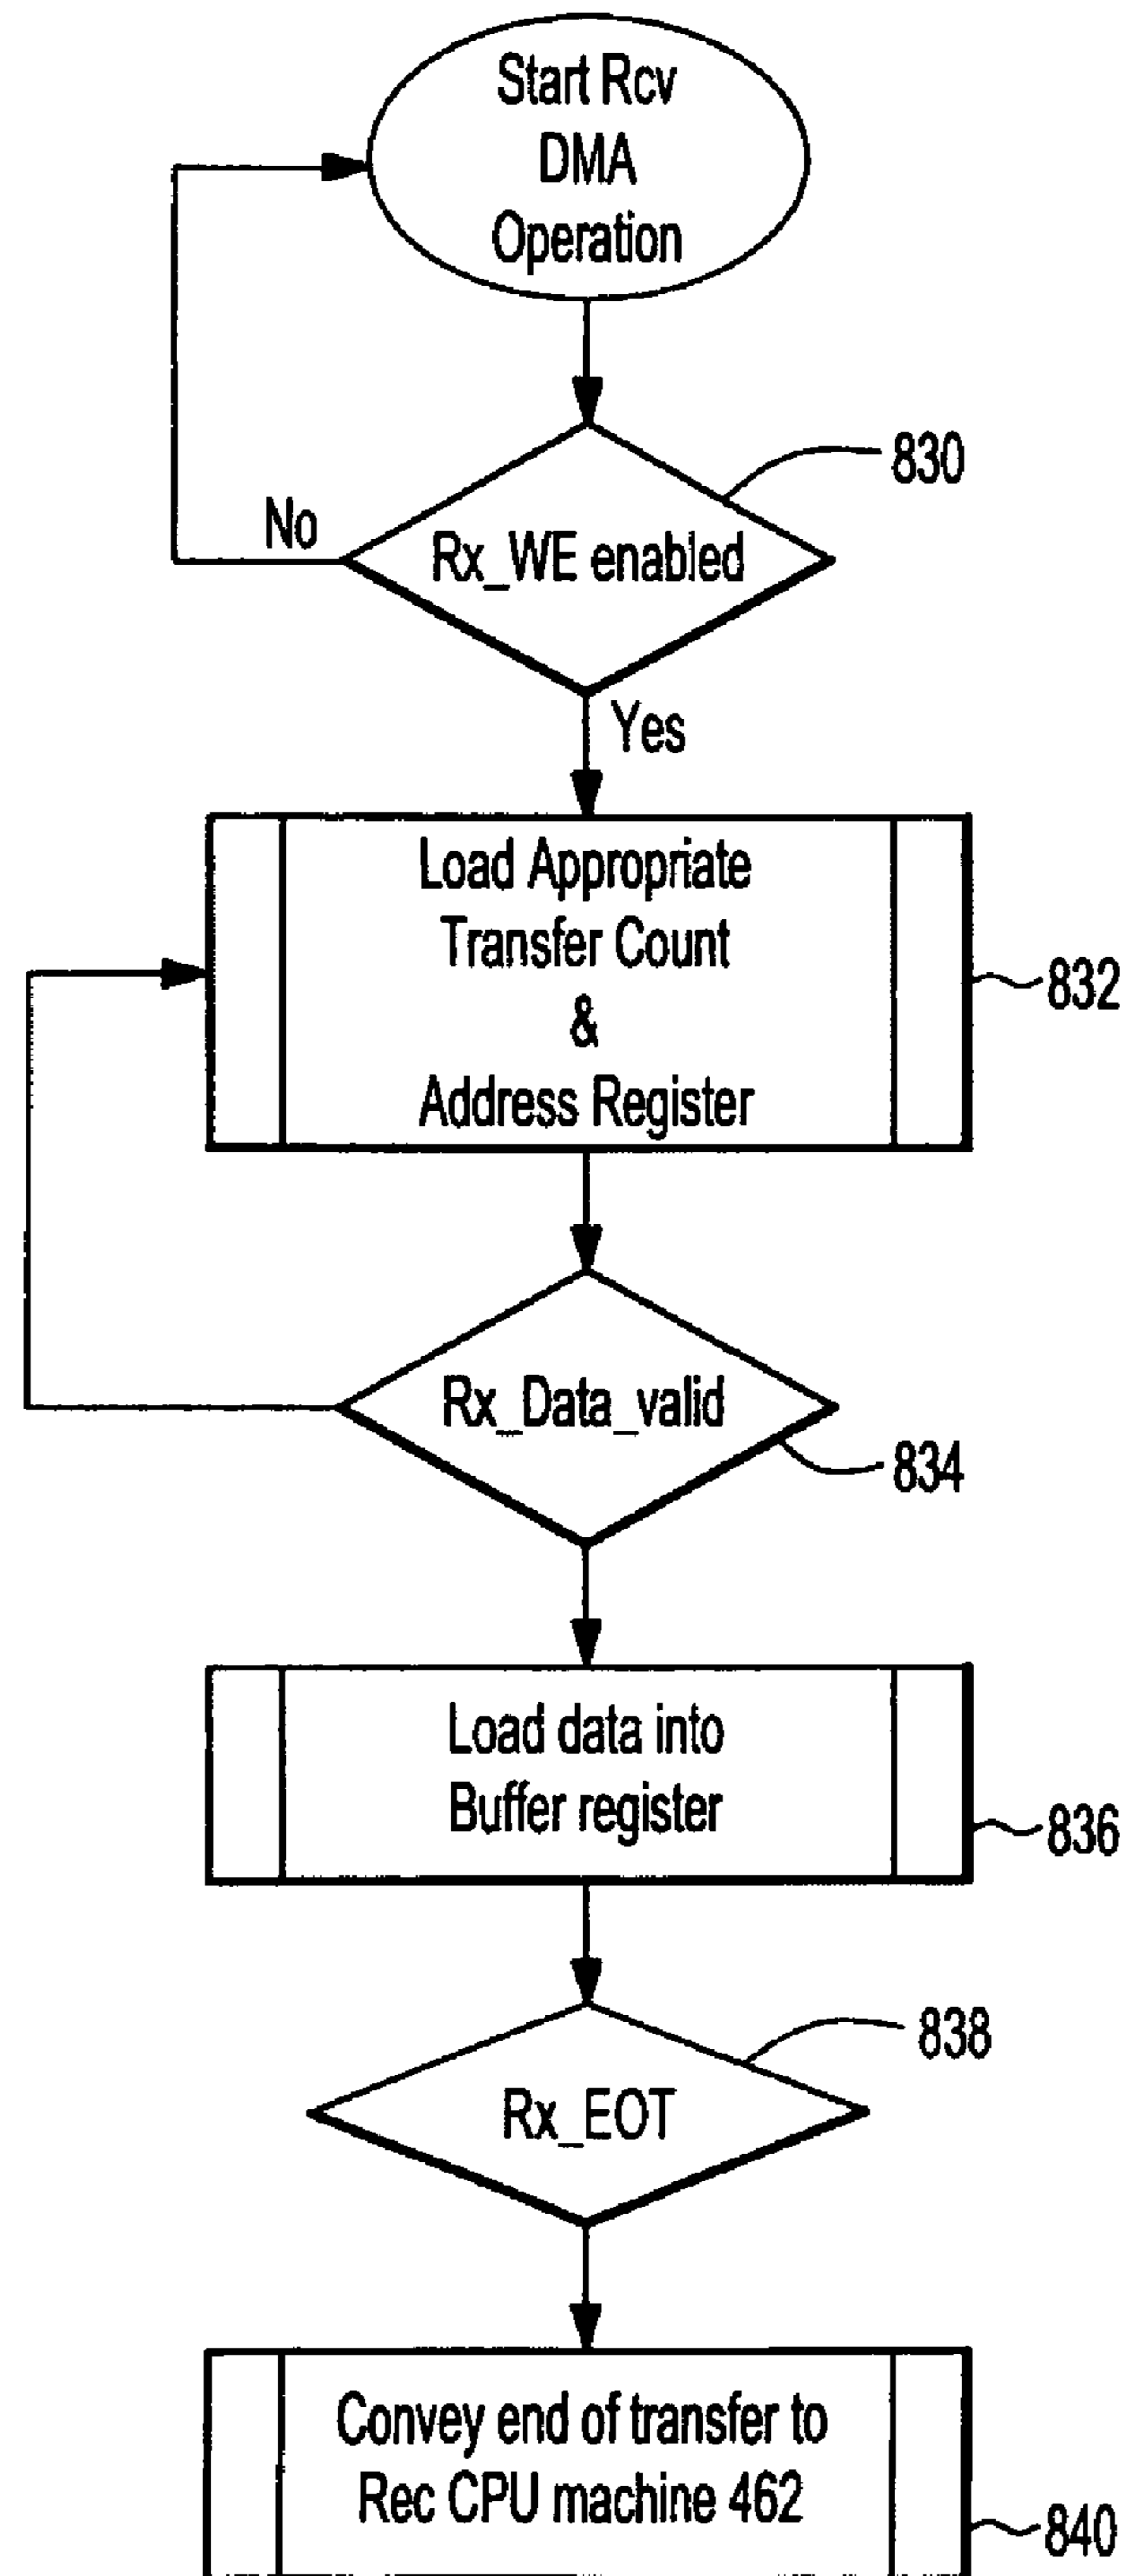 Start Rcv
DMA
Operation
830
No
Rx_WE enabled
Yes
Load Appropriate
Transfer Count
&
Address Register
832
Rx_Data_valid
834
Load data into
Buffer register
836
838
Rx_EOT
Convey end of transfer to
Rec CPU machine 462
840